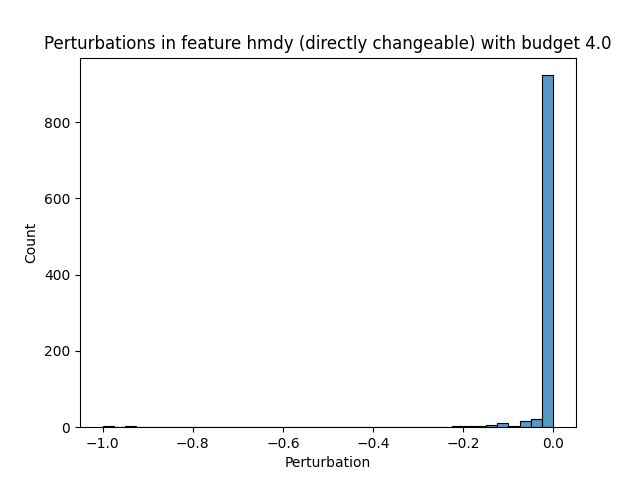 Perturbations in feature hmdy (directly changeable) with budget 4.0
Count
800
600
400
200
0
−1.0 −0.8 −0.6 −0.4 −0.2 0.0
Perturbation